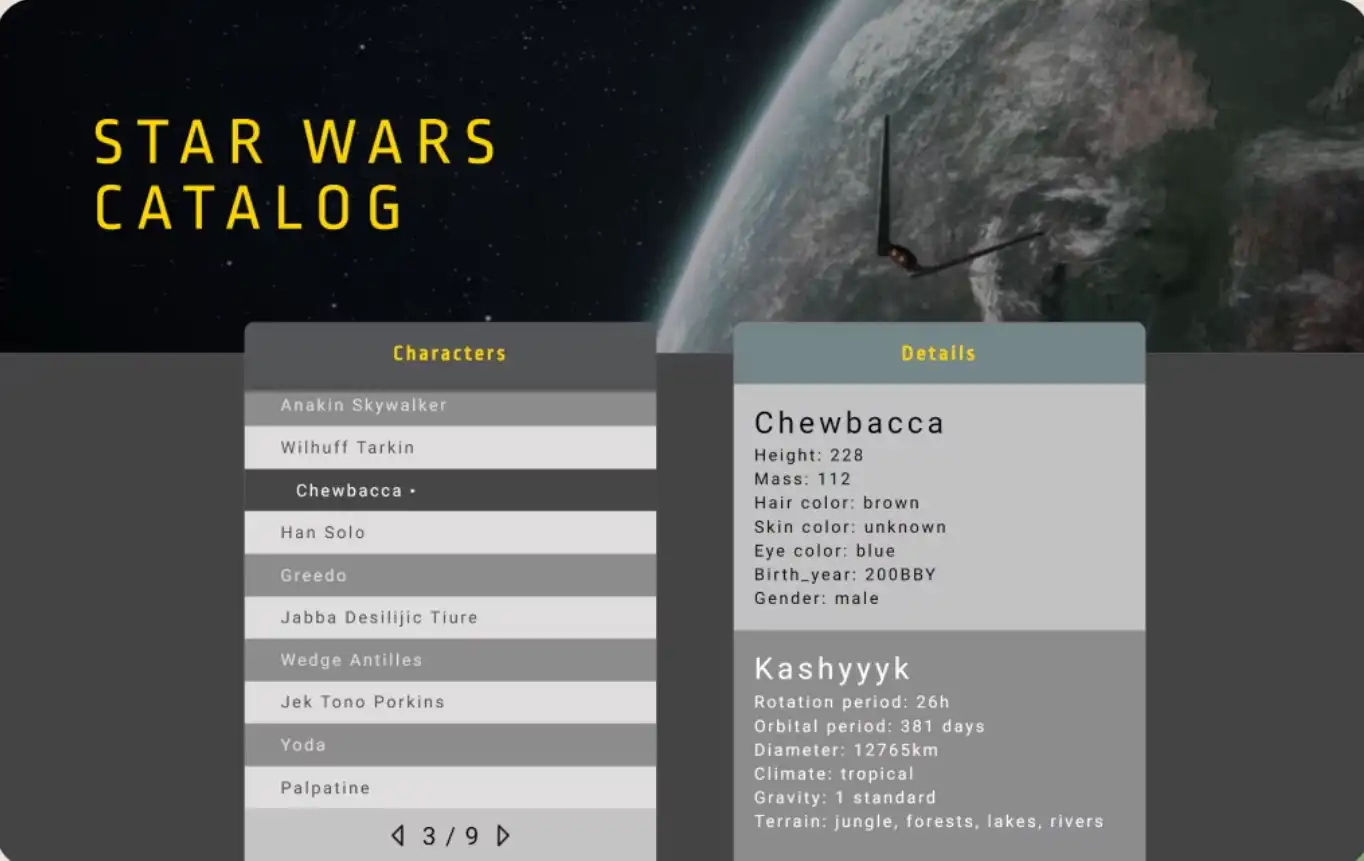 STAR WARS
CATALOG
Characters
Anakin Skywalker
Wilhuff Tarkin
Chewbacca •
Han Solo
Greedo
Jabba Desilijic Tiure
Wedge Antilles
Jek Tono Porkins
Yoda
Palpatine
3 / 9
Details
Chewbacca
Height: 228
Mass: 112
Hair color: brown
Skin color: unknown
Eye color: blue
Birth_year: 200BBY
Gender: male
Kashyyyk
Rotation period: 26h
Orbital period: 381 days
Diameter: 12765km
Climate: tropical
Gravity: 1 standard
Terrain: jungle, forests, lakes, rivers